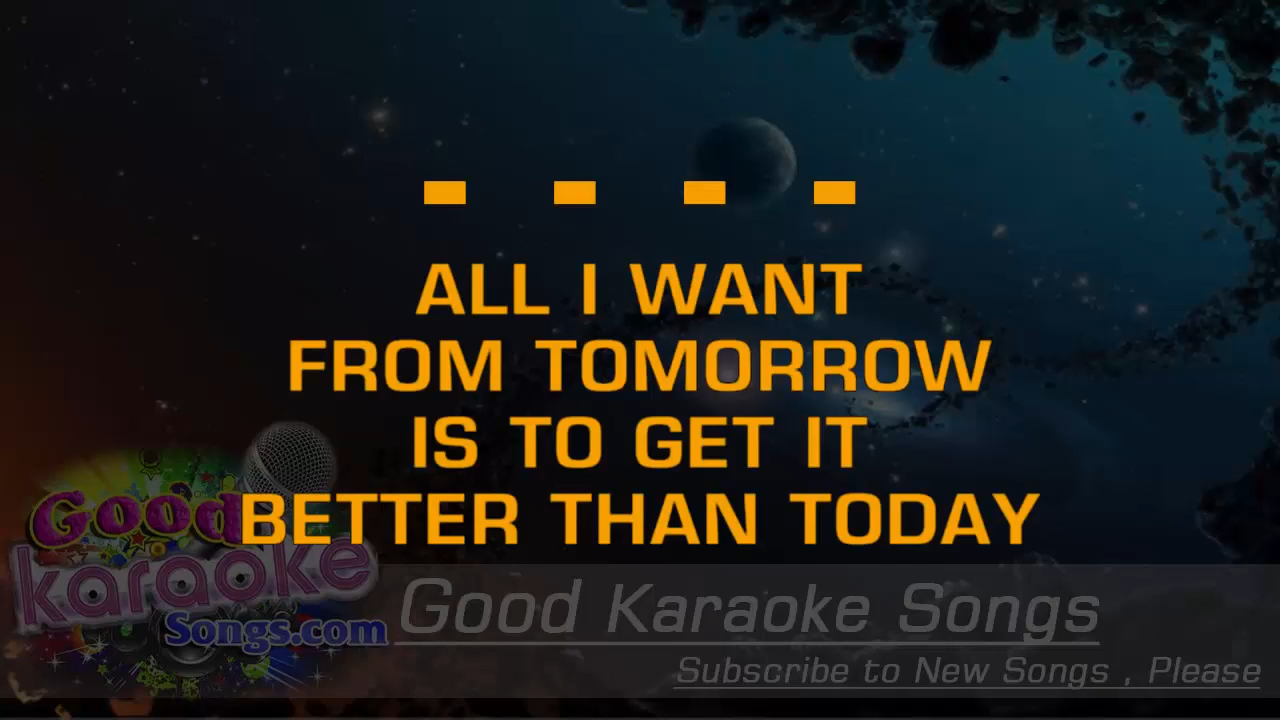 - - - -
ALL I WANT
FROM TOMORROW
IS TO GET IT
BETTER THAN TODAY
Good
karaoke
Songs.com
Good Karaoke Songs
Subscribe to New Songs , Please